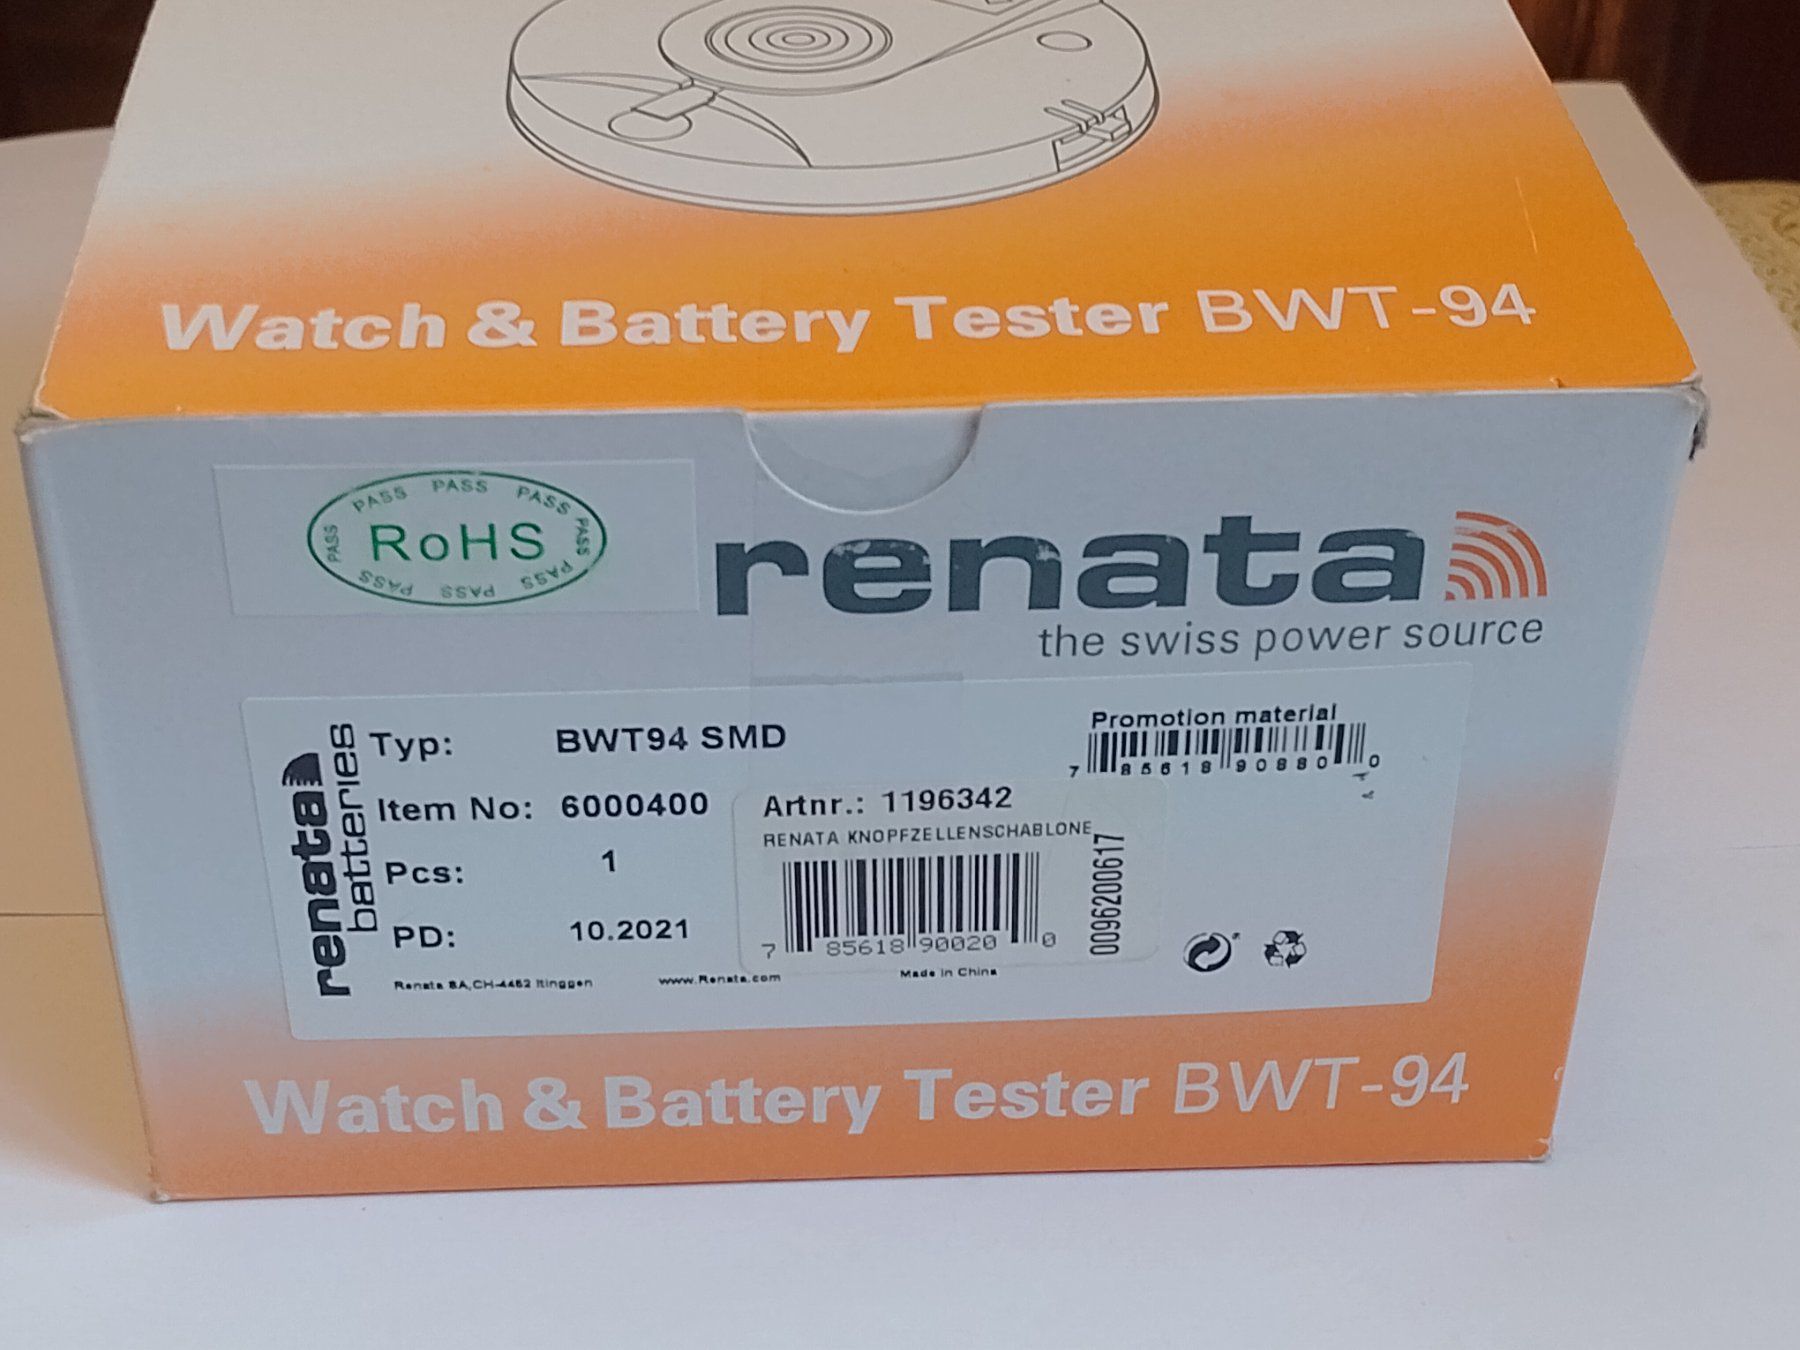 Watch & Battery Tester BWT-94
PASS PASS PASS PASS PASS PASS PASS PASS
RoHS
renata
the swiss power source
renata
batteries
Typ: BWT94 SMD
Item No: 6000400
Pcs: 1
PD: 10.2021
Promotion material
7 85618 90880 0
Artnr.: 1196342
RENATA KNOPFZELLENSCHABLONE
7 85618 90020 0
0096200617
Renata SA,CH-4452 Itinggen
www.Renata.com
Made in China
Watch & Battery Tester BWT-94